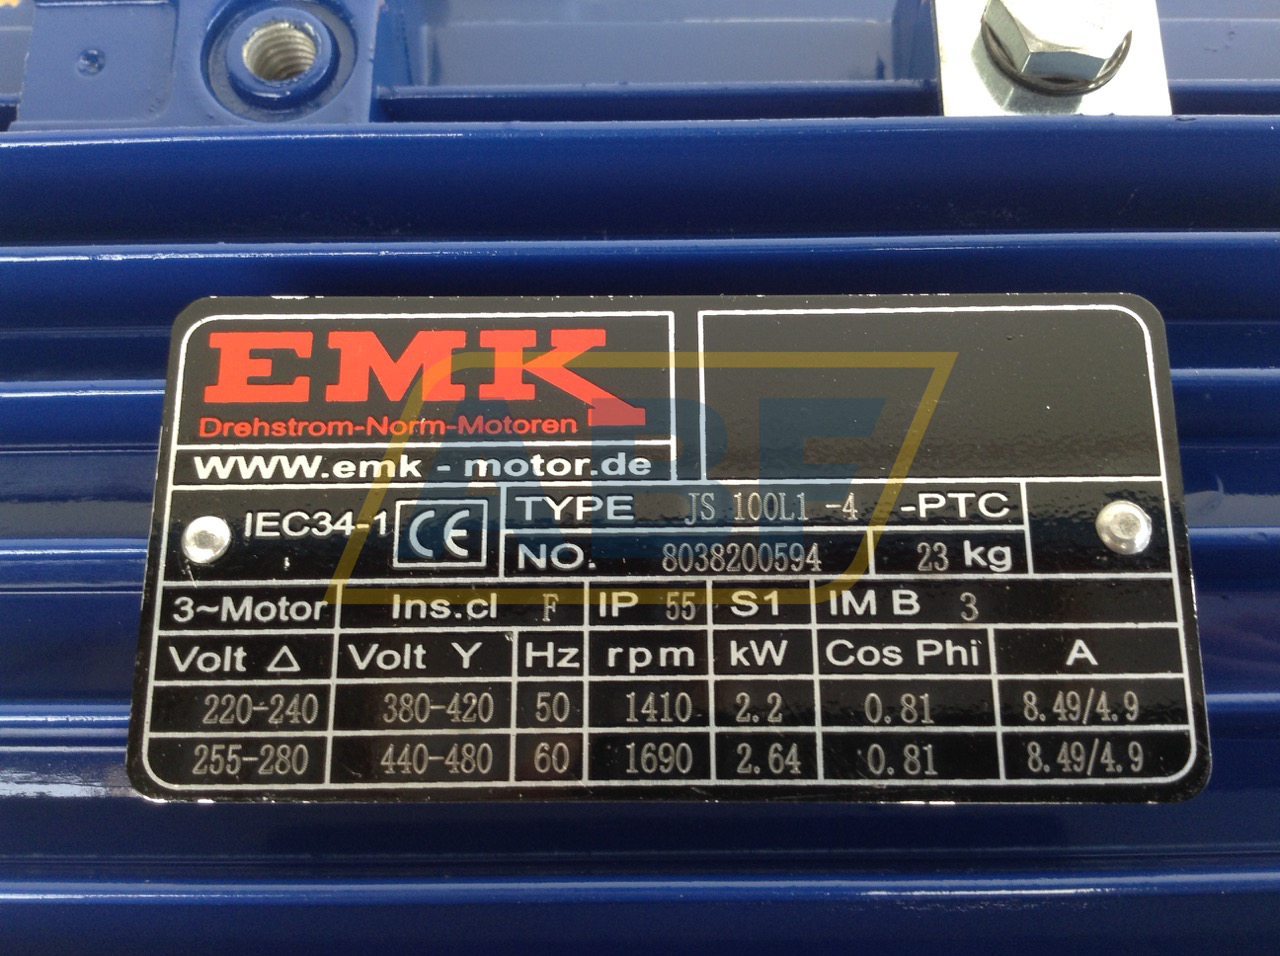 EMK
Drehstrom-Norm-Motoren
www.emk - motor.de
IEC34-1 CE TYPE JS 100L1 -4 -PTC
NO. 8038200594 23 kg
3~Motor Ins.cl F IP 55 S1 IM B 3
Volt Δ Volt Y Hz rpm kW Cos Phi A
220-240 380-420 50 1410 2.2 0.81 8.49/4.9
255-280 440-480 60 1690 2.64 0.81 8.49/4.9
ABF